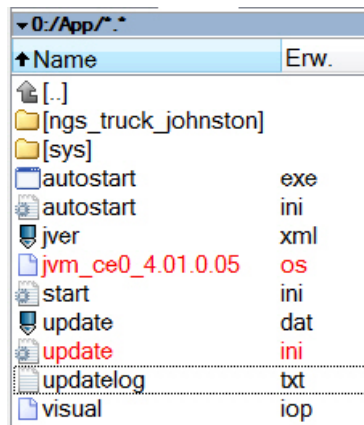 0:/App/*.*
Name Erw.
[..]
[ngs_truck_johnston]
[sys]
autostart exe
autostart ini
jver xml
jvm_ce0_4.01.0.05 os
start ini
update dat
update ini
updatelog txt
visual iop